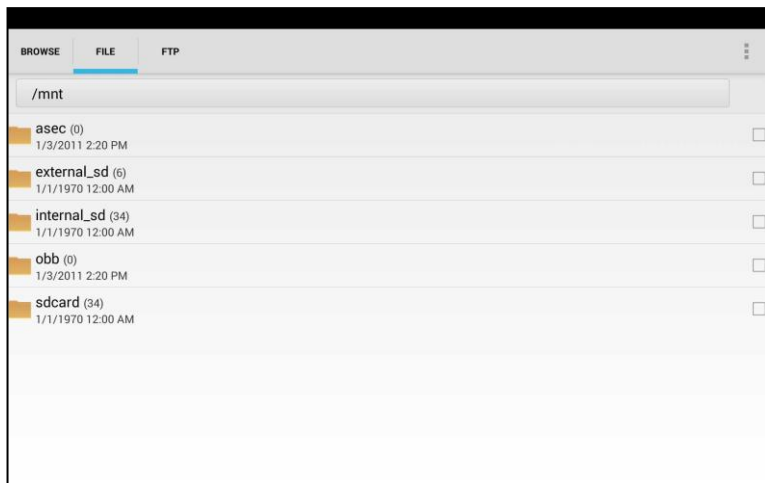 BROWSE FILE FTP
/mnt
asec (0)
1/3/2011 2:20 PM
external_sd (6)
1/1/1970 12:00 AM
internal_sd (34)
1/1/1970 12:00 AM
obb (0)
1/3/2011 2:20 PM
sdcard (34)
1/1/1970 12:00 AM